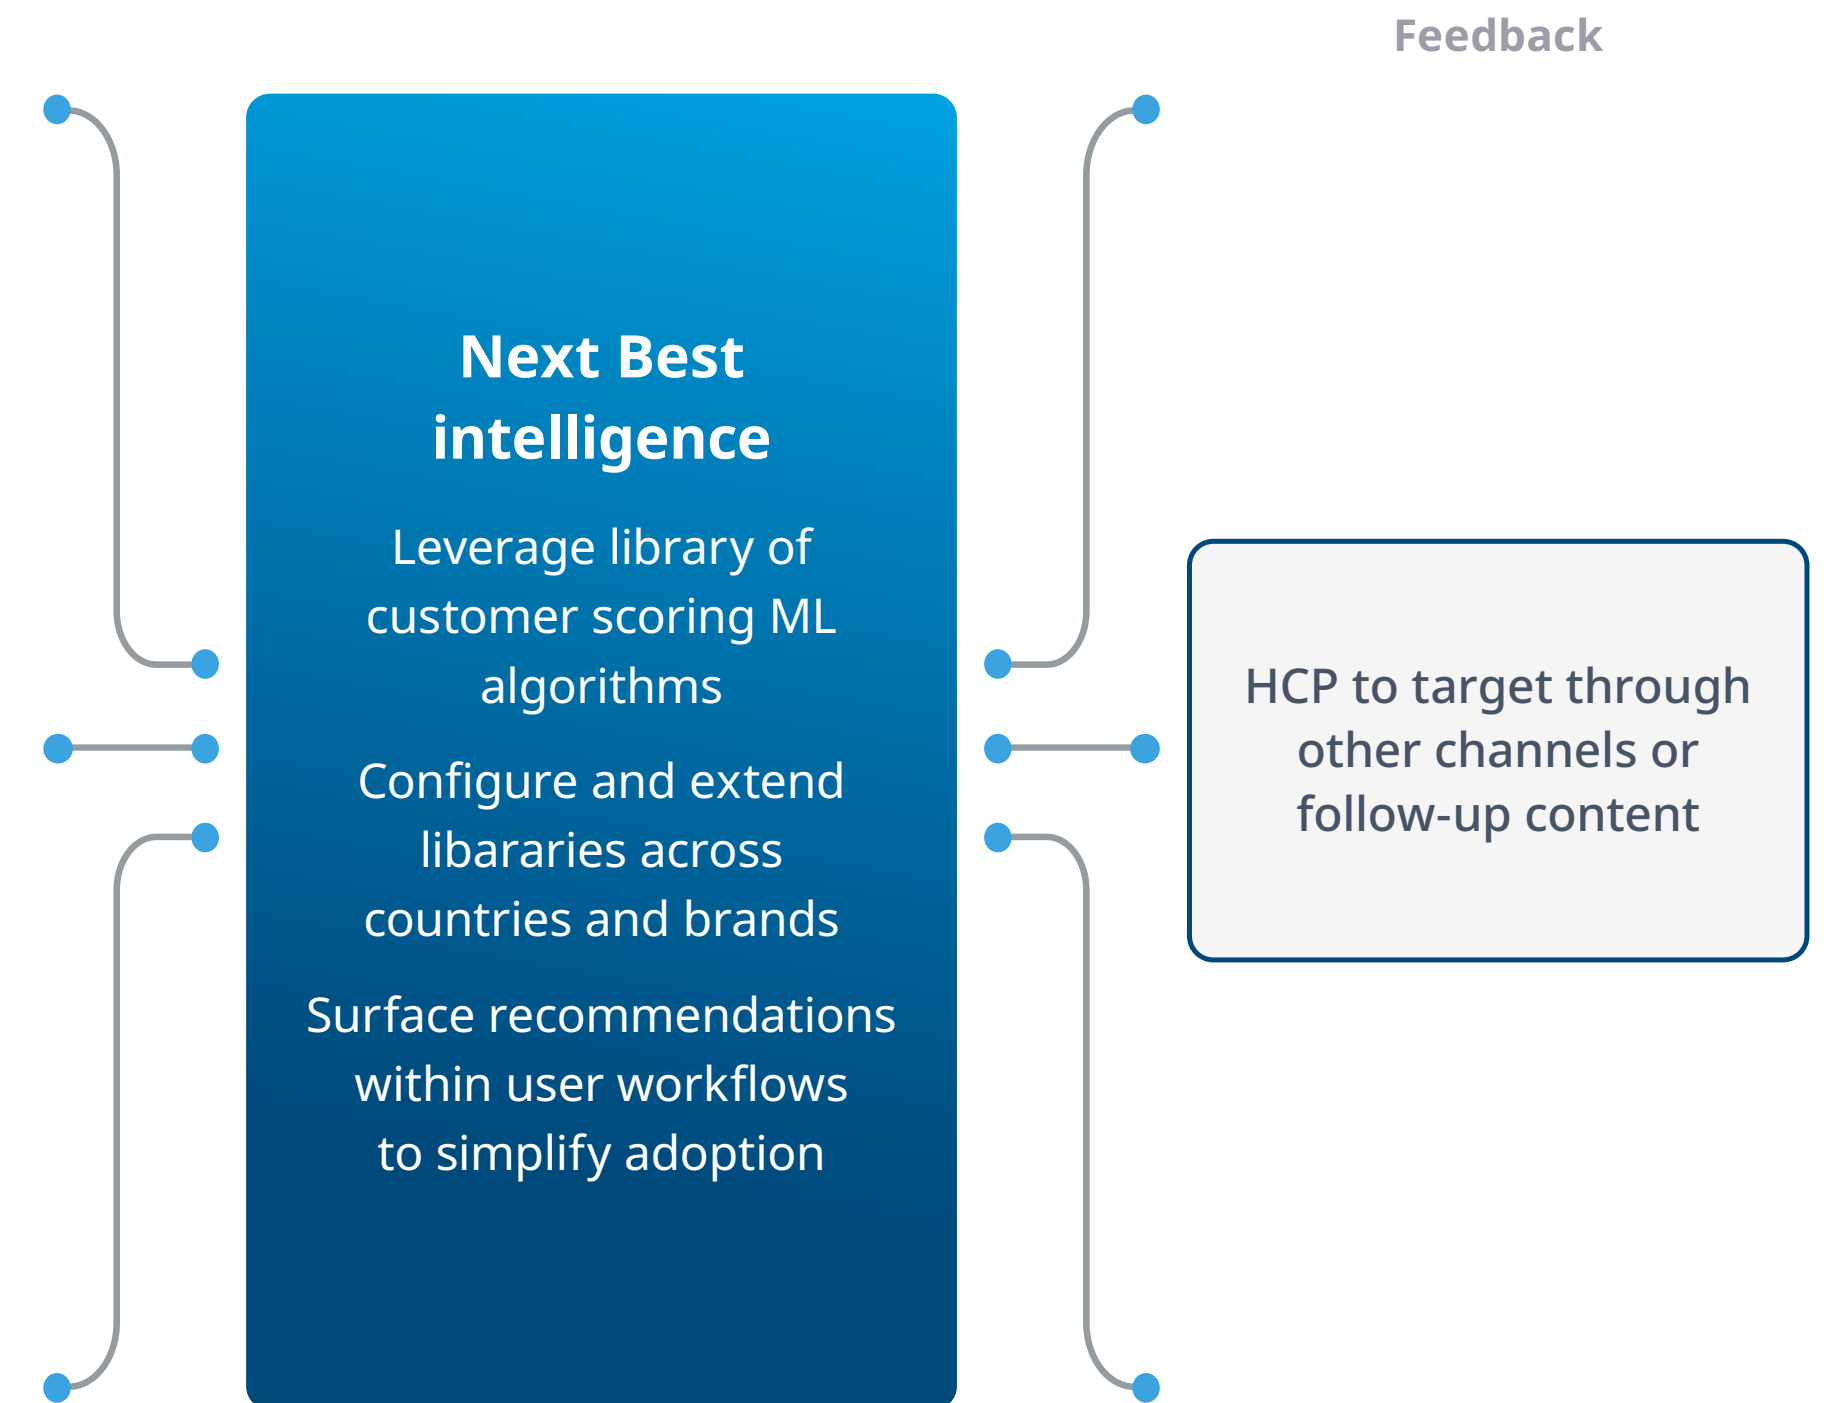 Feedback
Next Best
intelligence
Leverage library of
customer scoring ML
algorithms
Configure and extend
libararies across
countries and brands
Surface recommendations
within user workflows
to simplify adoption
HCP to target through
other channels or
follow-up content